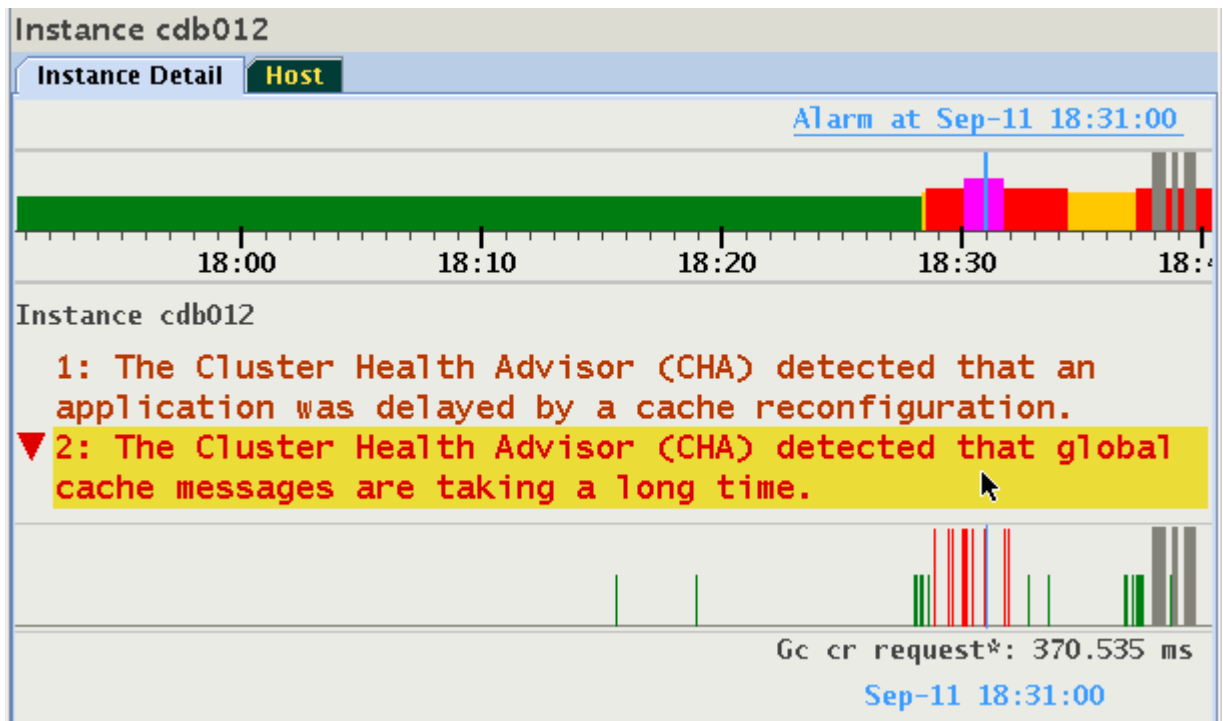 Instance cdb012
Instance Detail Host
Alarm at Sep-11 18:31:00
18:00 18:10 18:20 18:30 18:4
Instance cdb012
1: The Cluster Health Advisor (CHA) detected that an
application was delayed by a cache reconfiguration.
2: The Cluster Health Advisor (CHA) detected that global
cache messages are taking a long time.
Gc cr request*: 370.535 ms
Sep-11 18:31:00